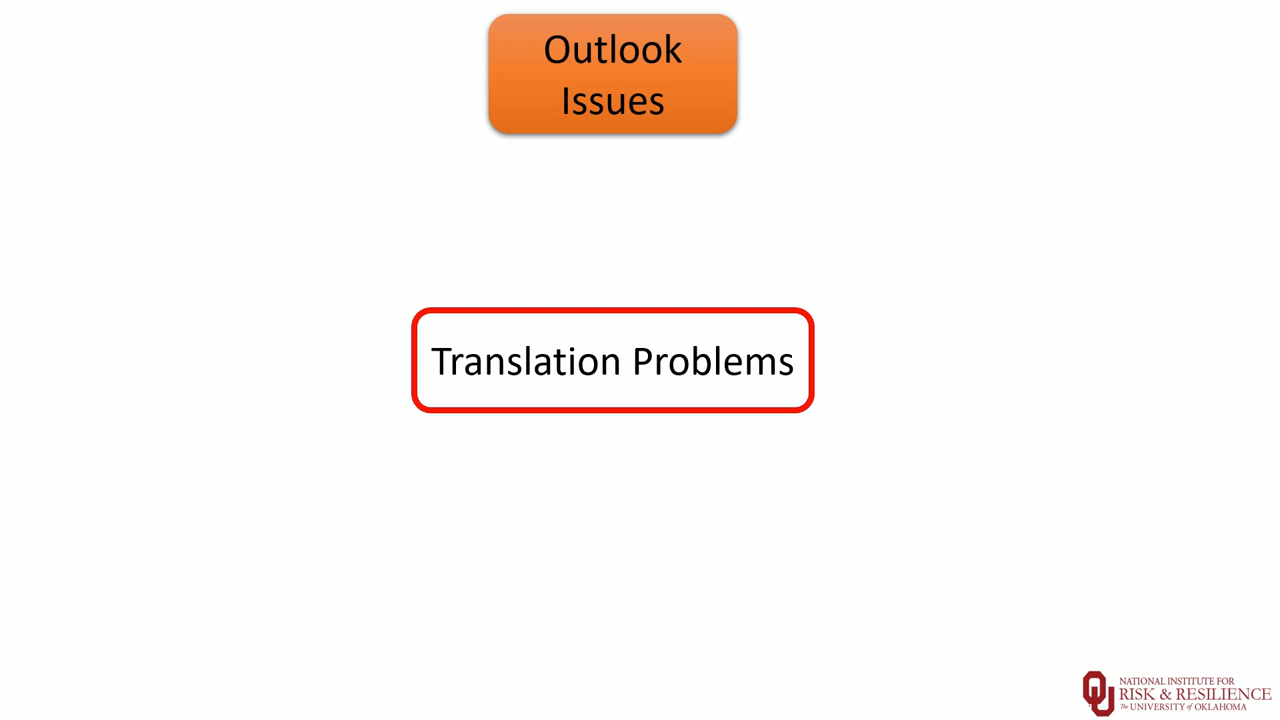 Outlook
Issues
Translation Problems
NATIONAL INSTITUTE FOR
RISK & RESILIENCE
The UNIVERSITY of OKLAHOMA